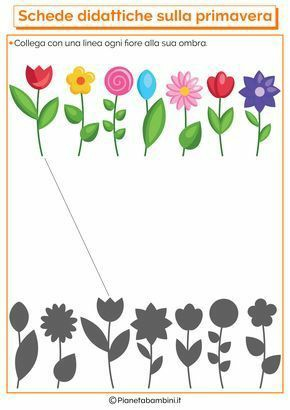 Schede didattiche sulla primavera
Collega con una linea ogni fiore alla sua ombra.
© Pianetabambini.it